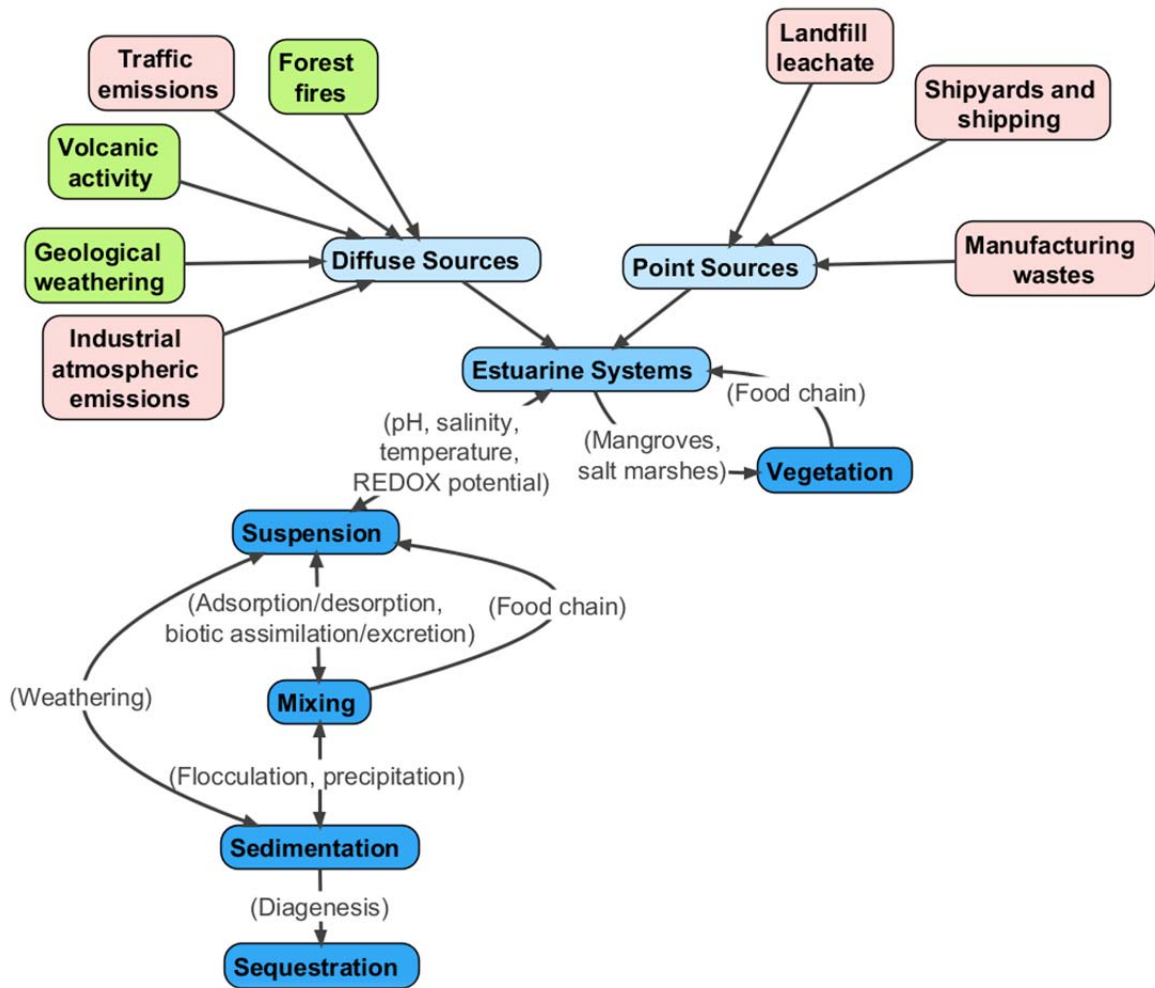 Traffic
emissions
Forest
fires
Landfill
leachate
Shipyards and
shipping
Volcanic
activity
Geological
weathering
Diffuse Sources
Point Sources
Manufacturing
wastes
Industrial
atmospheric
emissions
Estuarine Systems
(Food chain)
(pH, salinity,
temperature,
REDOX potential)
(Mangroves,
salt marshes)
Vegetation
Suspension
(Adsorption/desorption,
biotic assimilation/excretion)
(Food chain)
(Weathering)
Mixing
(Flocculation, precipitation)
Sedimentation
(Diagenesis)
Sequestration